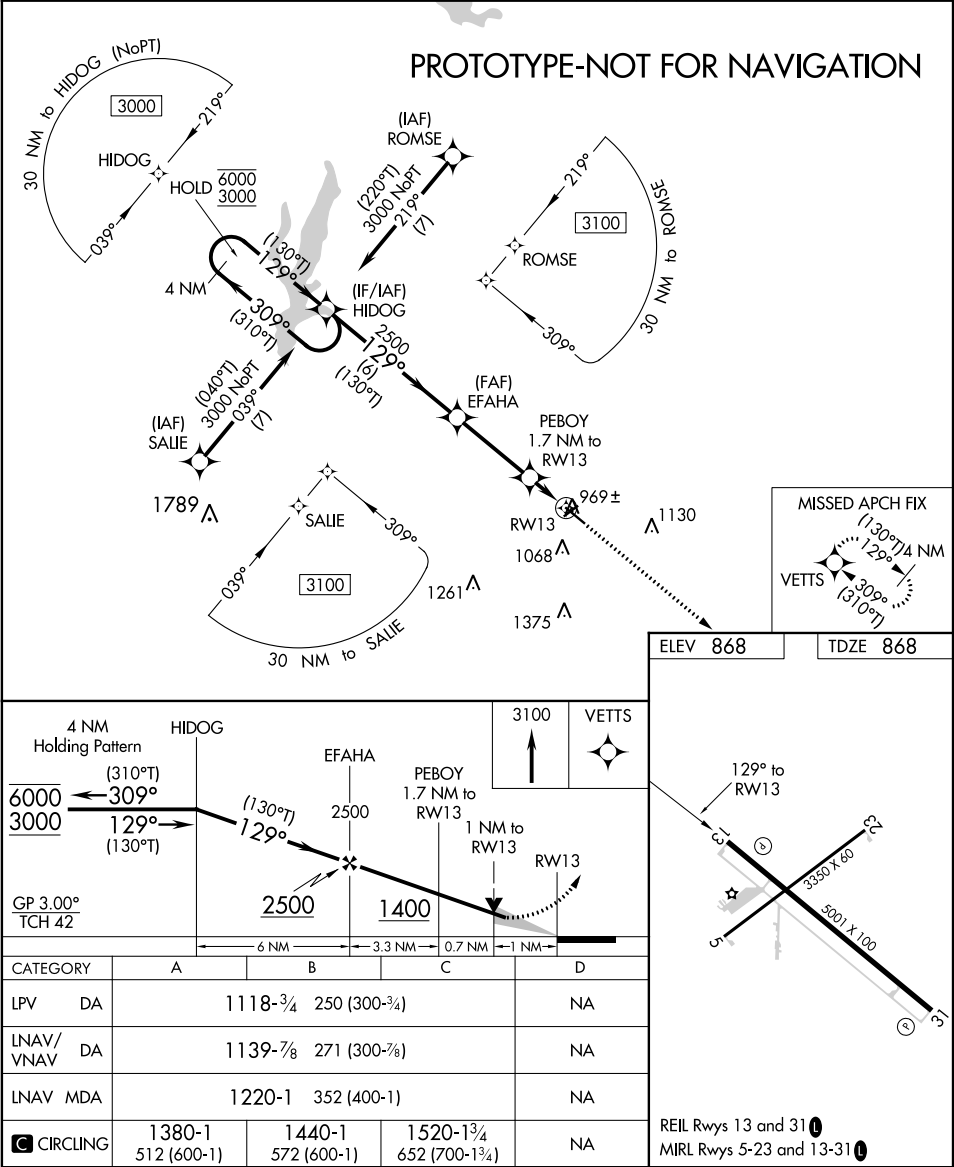 PROTOTYPE-NOT FOR NAVIGATION
30 NM to HIDOG (NoPT)
3000
219°
HIDOG
039°
HOLD
6000
3000
(IAF)
ROMSE
(220°T)
3000 NoPT
219°
(7)
219°
3100
ROMSE
309°
30 NM to ROMSE
(130°T)
129°
4 NM
309°
(310°T)
(IF/IAF)
HIDOG
2500
129°
(6)
(130°T)
(040°T)
3000 NoPT
039°
(7)
(IAF)
SALIE
(FAF)
EFAHA
PEBOY
1.7 NM to
RW13
1789
SALIE
309°
039°
3100
30 NM to SALIE
969±
RW13
1130
1068
1261
1375
MISSED APCH FIX
(130°T)
129°
4 NM
VETTS
309°
(310°T)
ELEV 868
TDZE 868
4 NM
Holding Pattern
HIDOG
(310°T)
309°
6000
3000
129°
(130°T)
(130°T)
129°
EFAHA
2500
2500
PEBOY
1.7 NM to
RW13
1400
1 NM to
RW13
RW13
3100
VETTS
GP 3.00°
TCH 42
6 NM
3.3 NM
0.7 NM
1 NM
129° to
RW13
13
P
23
3350 X 60
5001 X 100
5
P
31
CATEGORY A B C D
LPV DA 1118-¾ 250 (300-¾) NA
LNAV/
VNAV DA 1139-⅞ 271 (300-⅞) NA
LNAV MDA 1220-1 352 (400-1) NA
C CIRCLING 1380-1 1440-1 1520-1¾ NA
512 (600-1) 572 (600-1) 652 (700-1¾)
REIL Rwys 13 and 31 L
MIRL Rwys 5-23 and 13-31 L